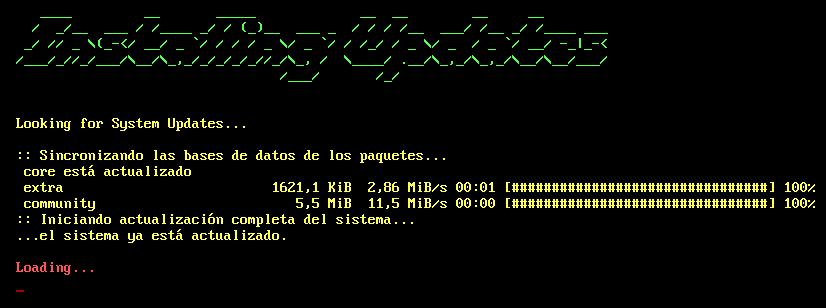 Installing Updates
Looking for System Updates...
:: Sincronizando las bases de datos de los paquetes...
core está actualizado
extra 1621,1 KiB 2,86 MiB/s 00:01 [################################] 100%
community 5,5 MiB 11,5 MiB/s 00:00 [################################] 100%
:: Iniciando actualización completa del sistema...
...el sistema ya está actualizado.
Loading...